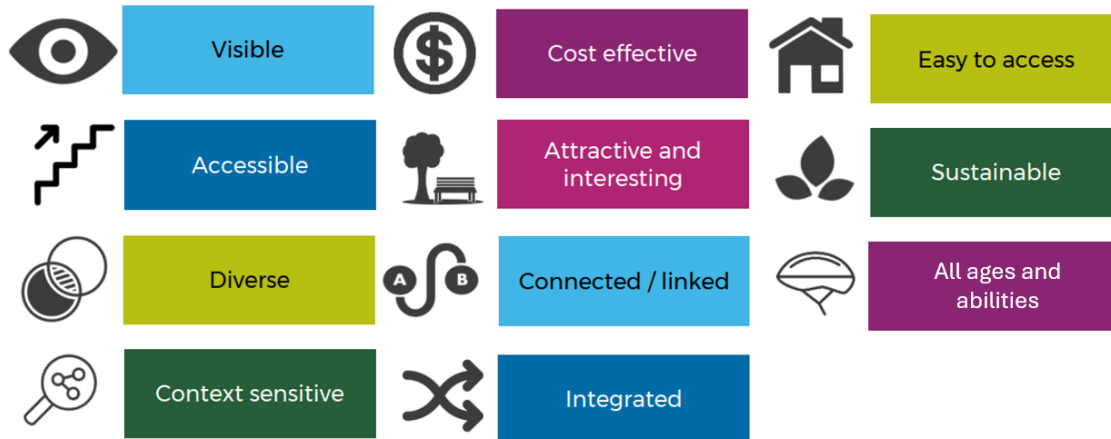 Visible
Cost effective
Easy to access
Accessible
Attractive and
interesting
Sustainable
Diverse
A
B
Connected / linked
All ages and
abilities
Context sensitive
Integrated